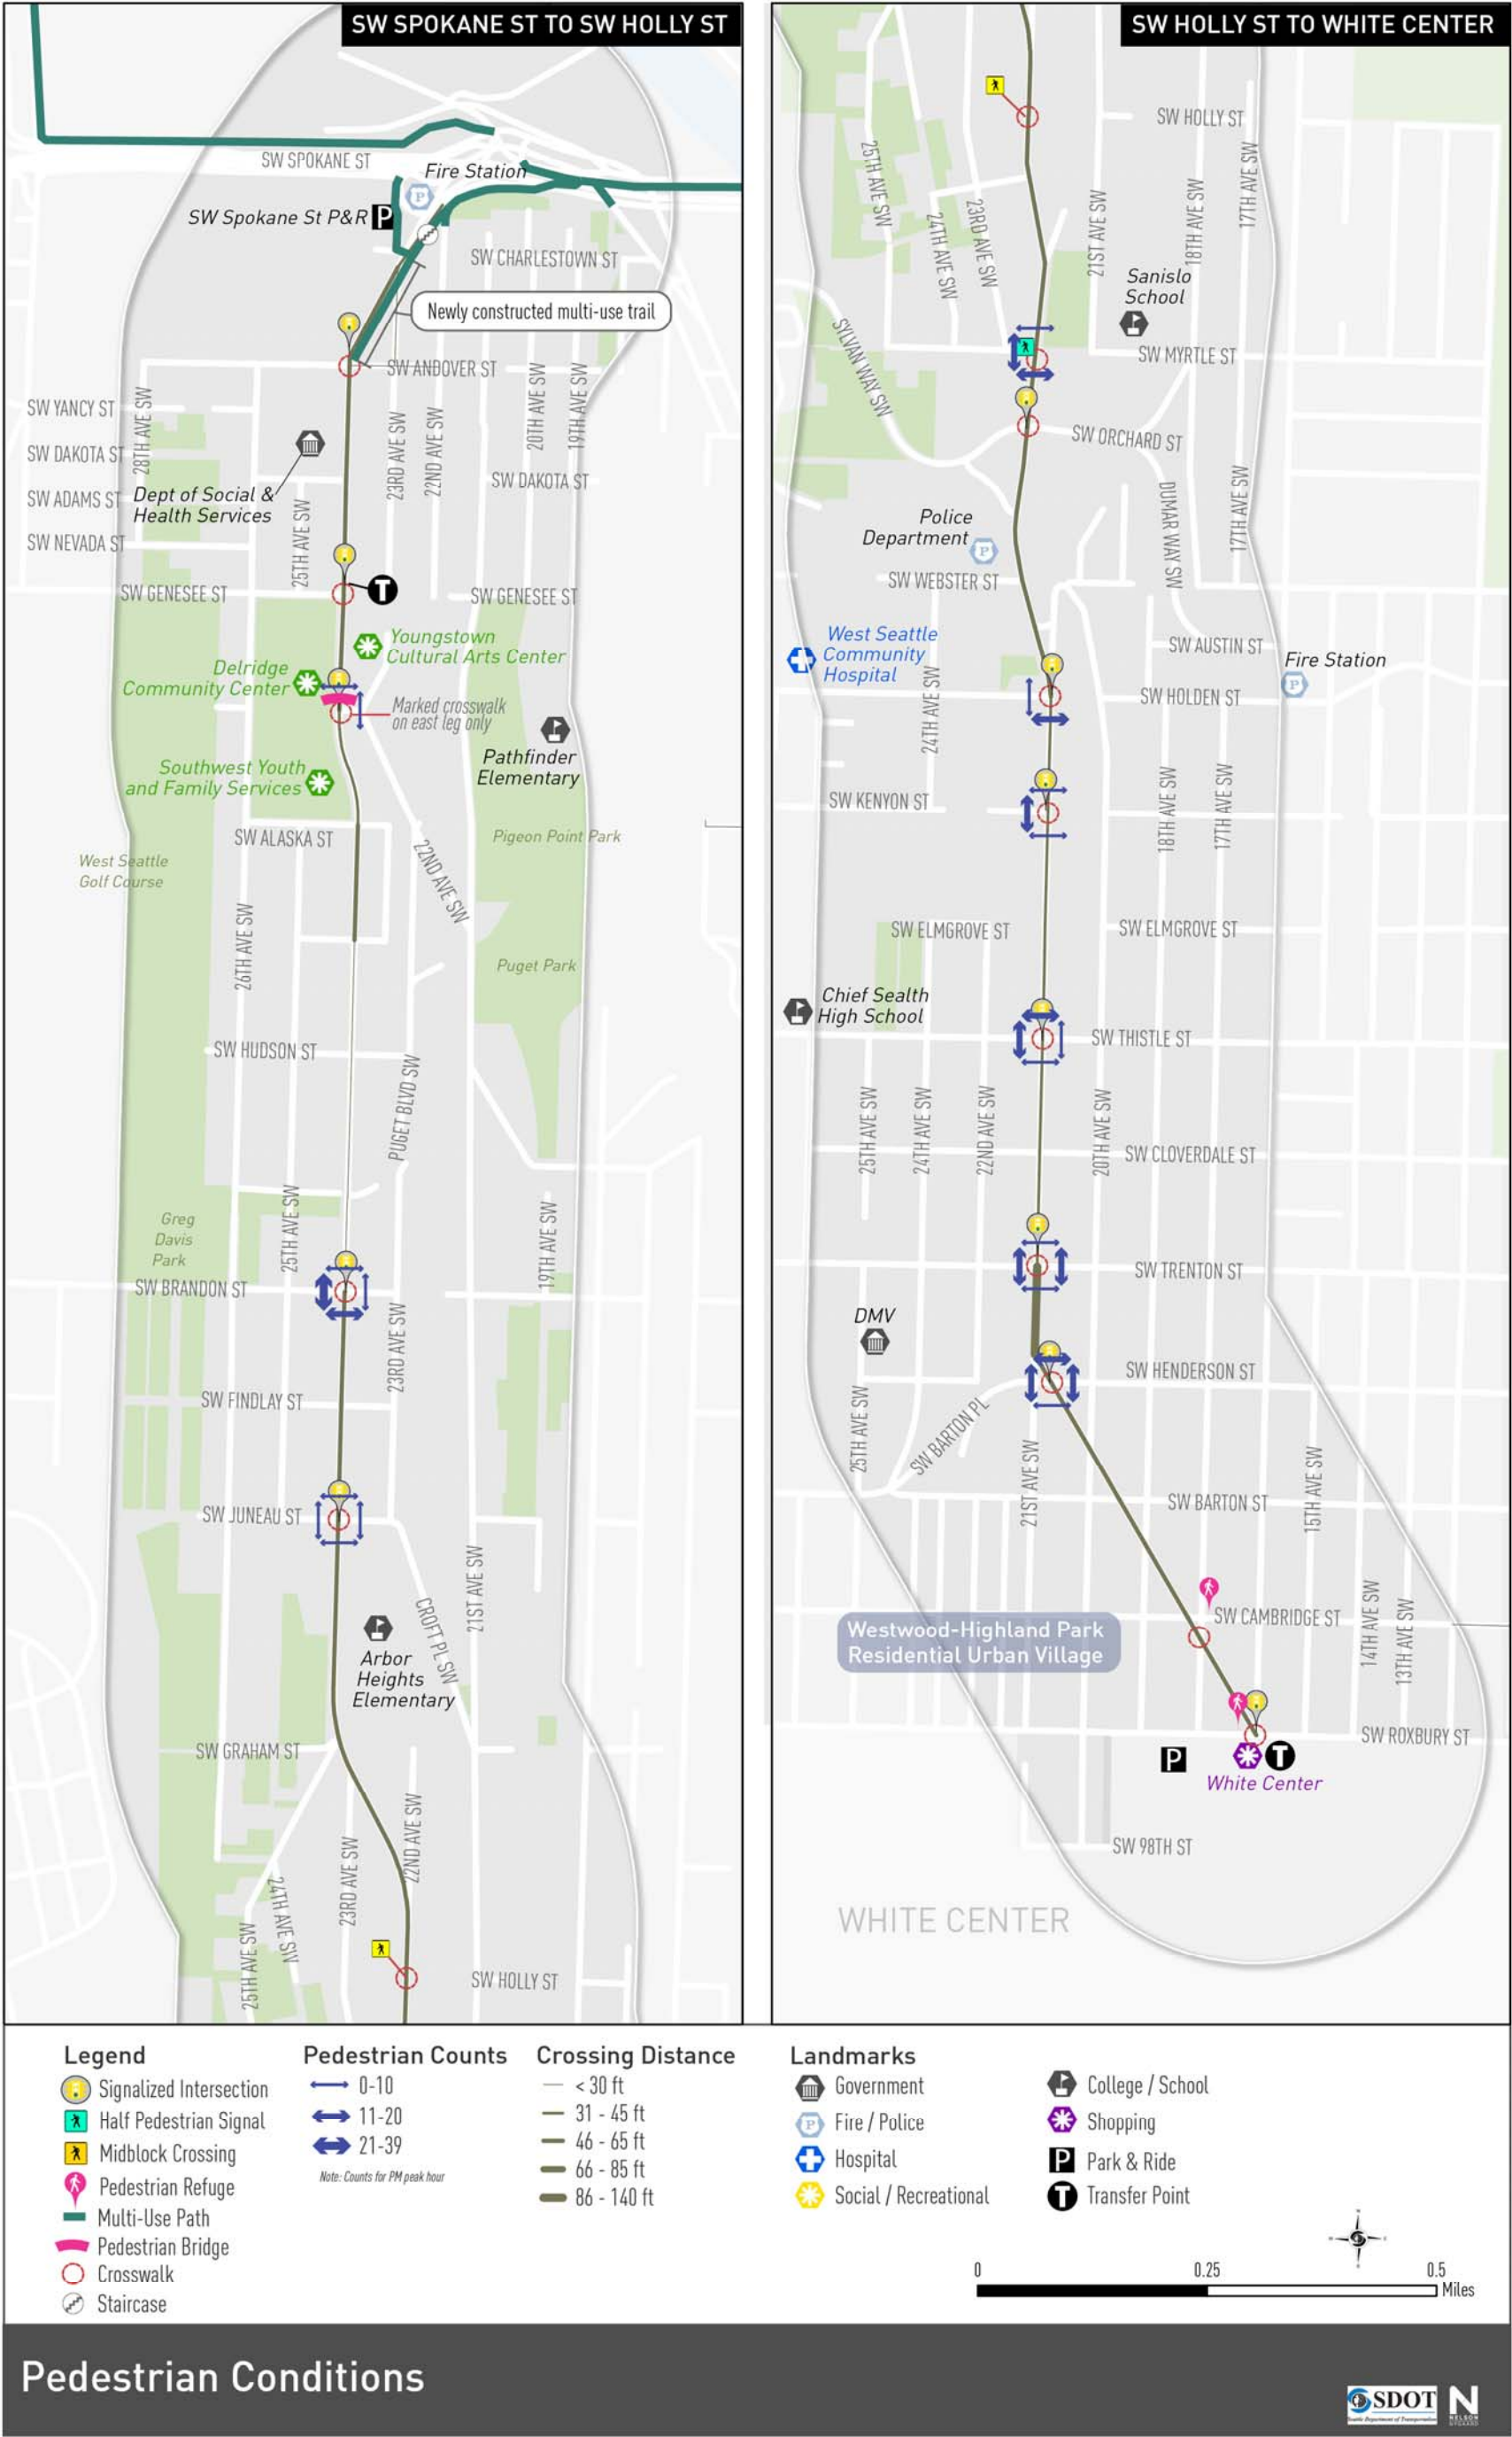 SW SPOKANE ST TO SW HOLLY ST
SW SPOKANE ST
Fire Station
P
SW Spokane St P&R P
SW CHARLESTOWN ST
Newly constructed multi-use trail
SW ANDOVER ST
SW YANCY ST
28TH AVE SW
SW DAKOTA ST
23RD AVE SW
22ND AVE SW
20TH AVE SW
19TH AVE SW
SW DAKOTA ST
SW ADAMS ST
Dept of Social &
Health Services
SW NEVADA ST
25TH AVE SW
SW GENESEE ST
T
SW GENESEE ST
Youngstown
Cultural Arts Center
Delridge
Community Center
Marked crosswalk
on east leg only
Pathfinder
Elementary
Southwest Youth
and Family Services
SW ALASKA ST
Pigeon Point Park
West Seattle
Golf Course
22ND AVE SW
26TH AVE SW
Puget Park
SW HUDSON ST
PUGET BLVD SW
Greg
Davis
Park
25TH AVE SW
19TH AVE SW
SW BRANDON ST
23RD AVE SW
SW FINDLAY ST
SW JUNEAU ST
21ST AVE SW
CROFT PL SW
Arbor
Heights
Elementary
SW GRAHAM ST
22ND AVE SW
23RD AVE SW
24TH AVE SW
25TH AVE SW
SW HOLLY ST
SW HOLLY ST TO WHITE CENTER
SW HOLLY ST
25TH AVE SW
17TH AVE SW
24TH AVE SW
23RD AVE SW
21ST AVE SW
18TH AVE SW
Sanislo
School
SYLVAN WAY SW
SW MYRTLE ST
SW ORCHARD ST
DUMAR WAY SW
17TH AVE SW
Police
Department
P
SW WEBSTER ST
West Seattle
Community
Hospital
SW AUSTIN ST
Fire Station
P
24TH AVE SW
SW HOLDEN ST
SW KENYON ST
18TH AVE SW
17TH AVE SW
SW ELMGROVE ST
SW ELMGROVE ST
Chief Sealth
High School
SW THISTLE ST
25TH AVE SW
24TH AVE SW
22ND AVE SW
20TH AVE SW
SW CLOVERDALE ST
SW TRENTON ST
DMV
SW HENDERSON ST
25TH AVE SW
SW BARTON PL
21ST AVE SW
SW BARTON ST
15TH AVE SW
SW CAMBRIDGE ST
14TH AVE SW
13TH AVE SW
Westwood-Highland Park
Residential Urban Village
SW ROXBURY ST
P
T
White Center
SW 98TH ST
WHITE CENTER
Legend
Signalized Intersection
Half Pedestrian Signal
Midblock Crossing
Pedestrian Refuge
Multi-Use Path
Pedestrian Bridge
Crosswalk
Staircase
Pedestrian Counts
0-10
11-20
21-39
Note: Counts for PM peak hour
Crossing Distance
< 30 ft
31 - 45 ft
46 - 65 ft
66 - 85 ft
86 - 140 ft
Landmarks
Government
P Fire / Police
Hospital
Social / Recreational
College / School
Shopping
P Park & Ride
T Transfer Point
0 0.25 0.5
Miles
Pedestrian Conditions
SDOT
Seattle Department of Transportation
N
NELSON
NYGAARD